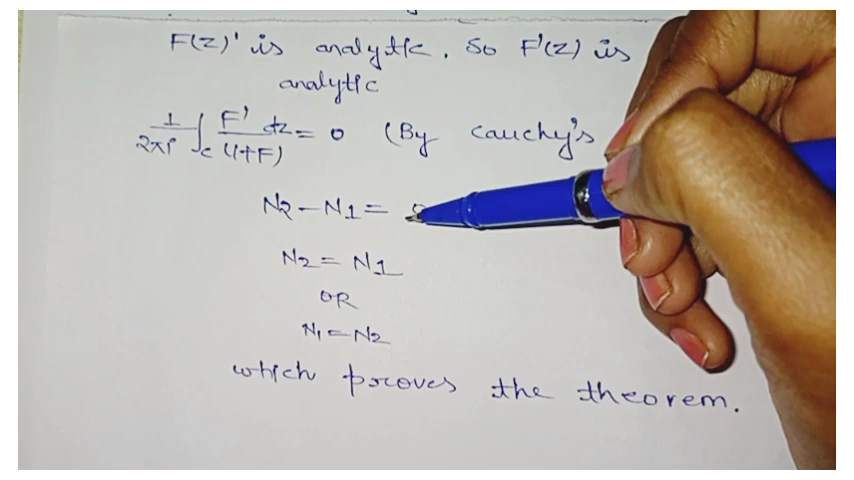 F(z)' is analytic. So F'(z) is
analytic
1/2πi ∫c F' dz/(1+F) = 0 (By Cauchy's
N2 - N1 =
N2 = N1
OR
N1 = N2
which proves the theorem.